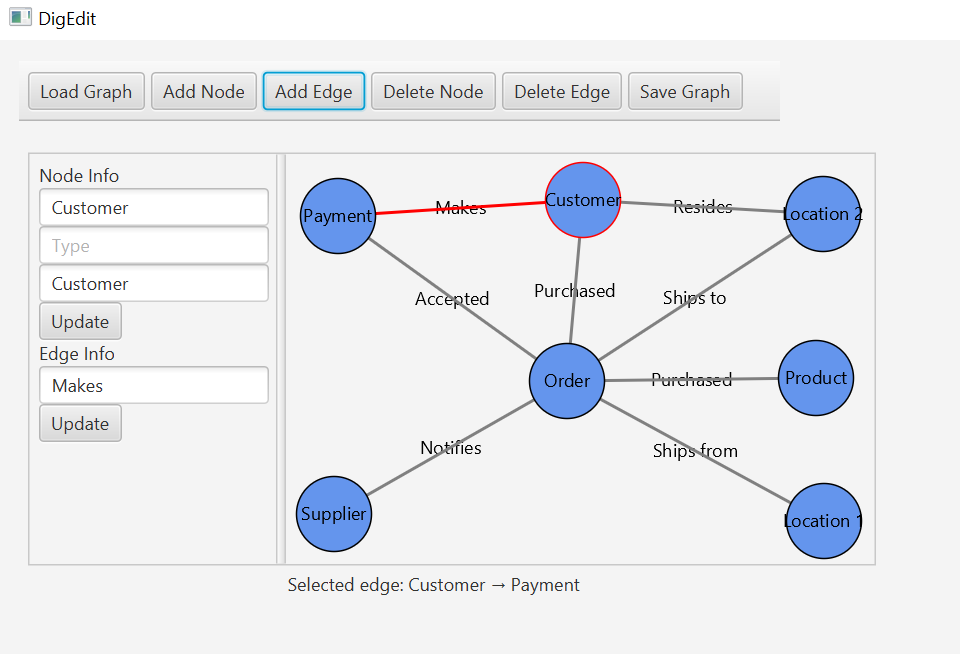 DigEdit
Load Graph Add Node Add Edge Delete Node Delete Edge Save Graph
Node Info
Customer
Type
Customer
Update
Edge Info
Makes
Update
Payment
Makes
Customer
Resides
Location 2
Accepted
Purchased
Ships to
Order
Purchased
Product
Notifies
Ships from
Supplier
Location 1
Selected edge: Customer → Payment